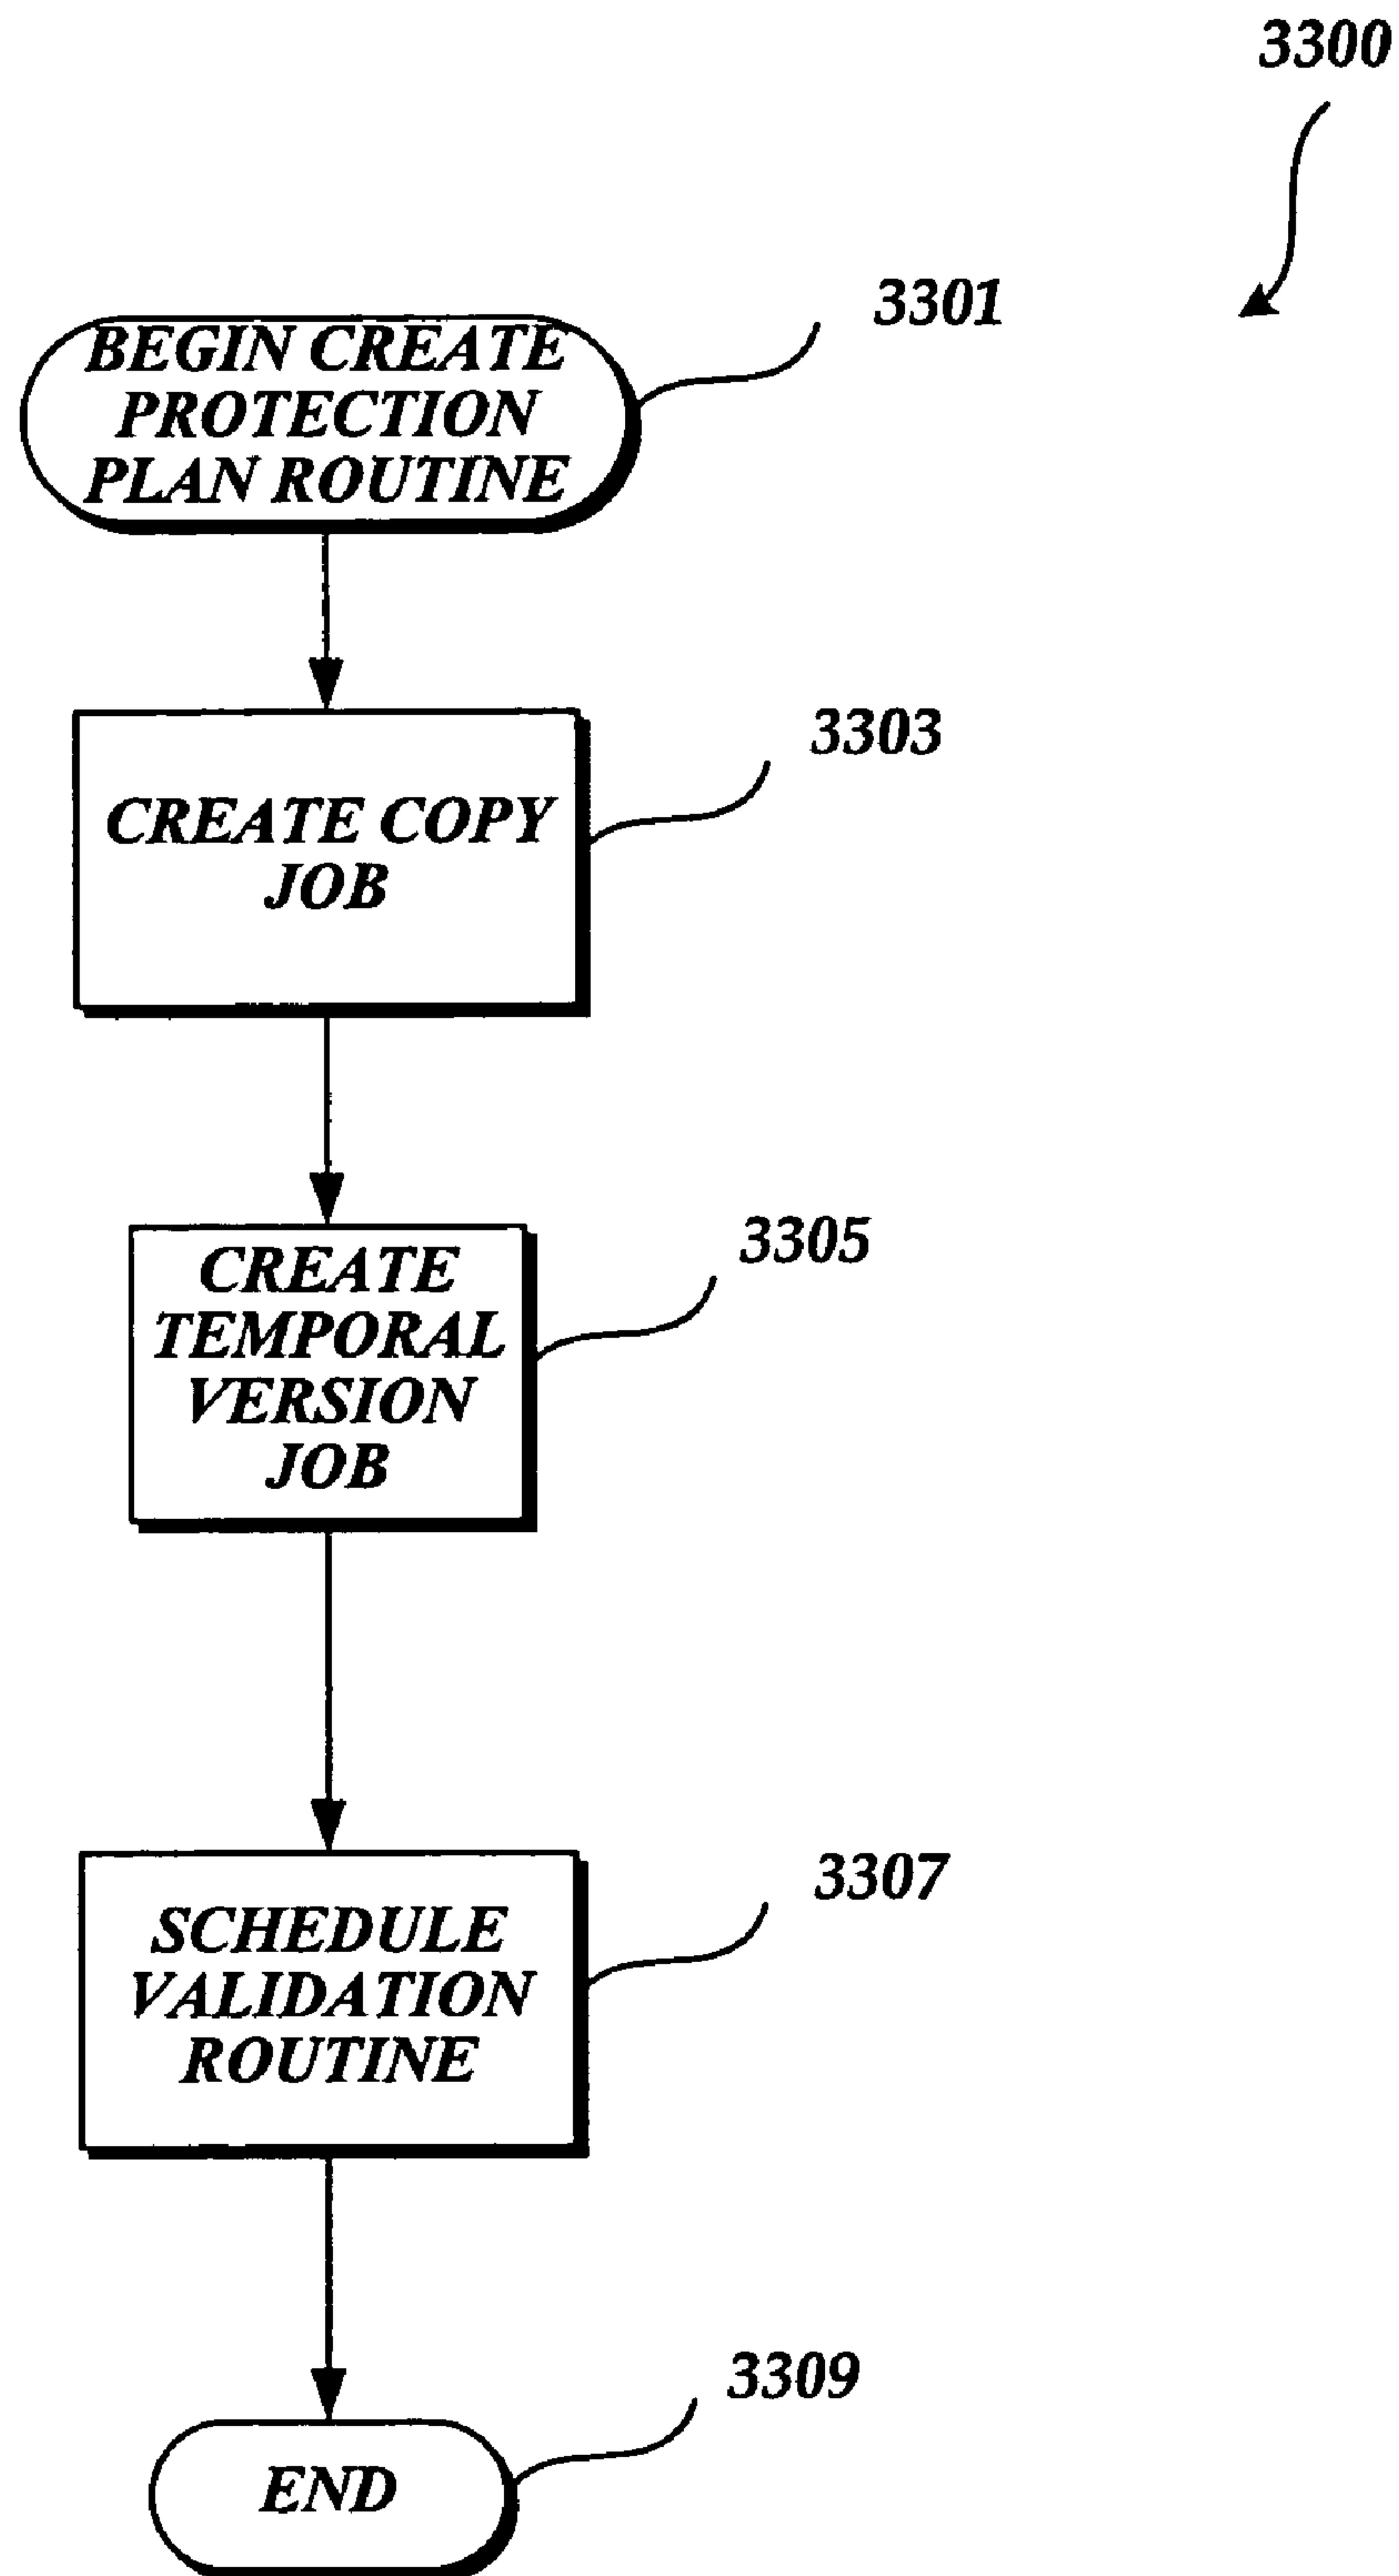 3300
3301
BEGIN CREATE
PROTECTION
PLAN ROUTINE
3303
CREATE COPY
JOB
3305
CREATE
TEMPORAL
VERSION
JOB
3307
SCHEDULE
VALIDATION
ROUTINE
3309
END